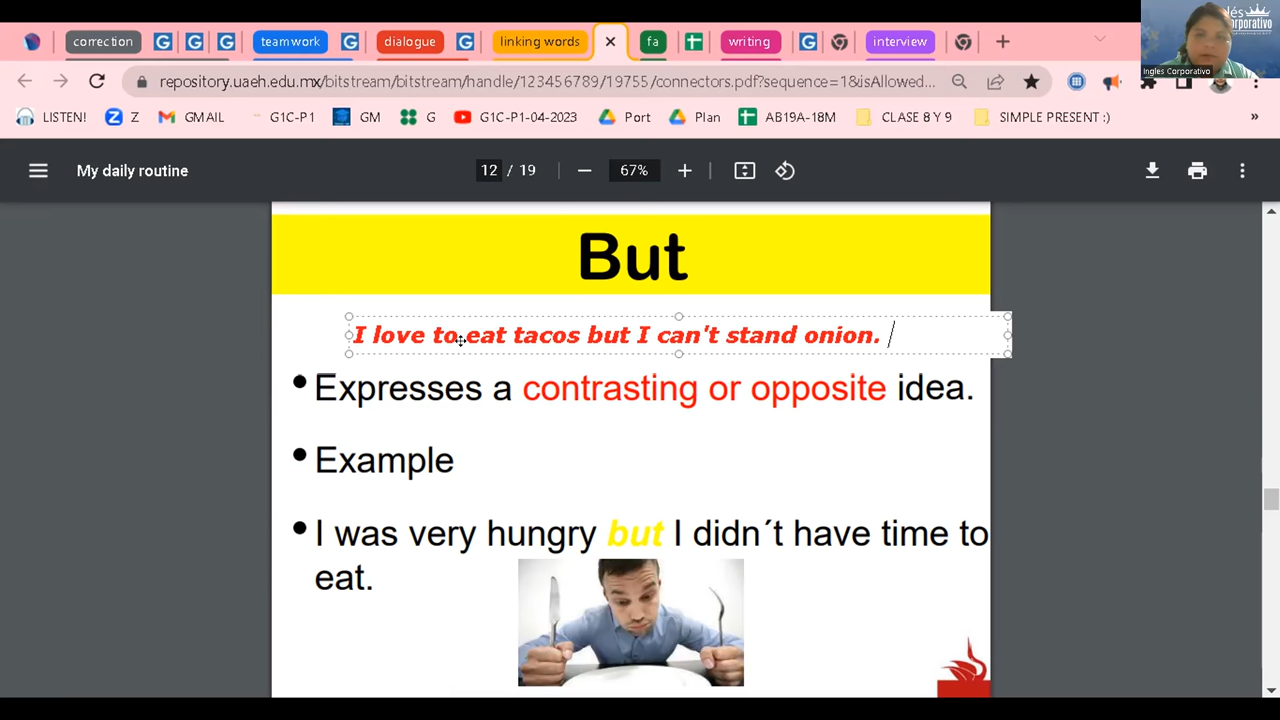 correction
teamwork
dialogue
linking words
fa
writing
interview
Ingles Corporativo
repository.uaeh.edu.mx/bitstream/bitstream/handle/123456789/19755/connectors.pdf?sequence=1&isAllowed...
LISTEN! Z GMAIL G1C-P1 GM G G1C-P1-04-2023 Port Plan AB19A-18M CLASE 8 Y 9 SIMPLE PRESENT :) »
My daily routine 12 / 19 67%
But
I love to eat tacos but I can't stand onion.
• Expresses a contrasting or opposite idea.
• Example
• I was very hungry but I didn´t have time to
eat.